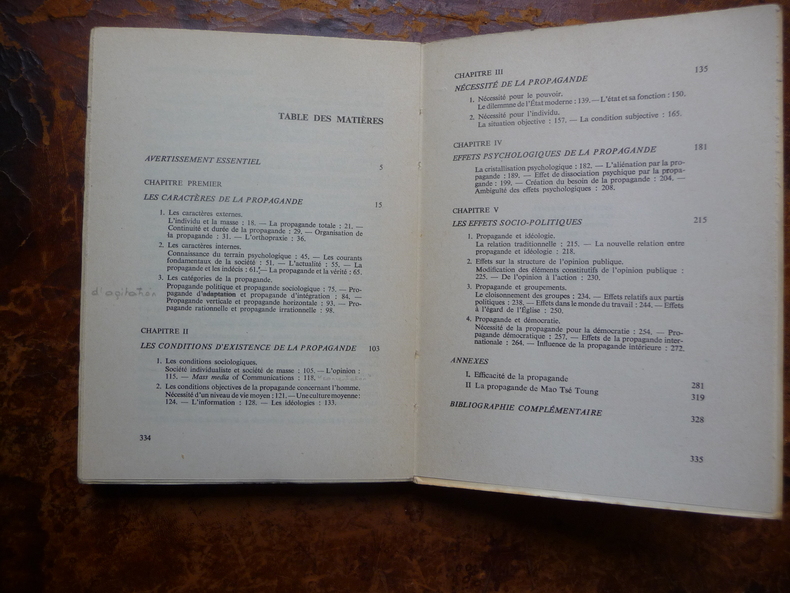 TABLE DES MATIÈRES
AVERTISSEMENT ESSENTIEL 5
CHAPITRE PREMIER
LES CARACTÈRES DE LA PROPAGANDE 15
1. Les caractères externes.
L'individu et la masse : 18. — La propagande totale : 21. —
Continuité et durée de la propagande : 29. — Organisation de
la propagande : 31. — L'orthopraxie : 36.
2. Les caractères internes.
Connaissance du terrain psychologique : 45. — Les courants
fondamentaux de la société : 51. — L'actualité : 55. — La
propagande et les indécis : 61. — La propagande et la vérité : 65.
3. Les catégories de la propagande.
Propagande politique et propagande sociologique : 75. — Pro-
d'agitation
pagande d'adaptation et propagande d'intégration : 84. —
Propagande verticale et propagande horizontale : 95. — Pro-
pagande rationnelle et propagande irrationnelle : 98.
CHAPITRE II
LES CONDITIONS D'EXISTENCE DE LA PROPAGANDE 103
1. Les conditions sociologiques.
Société individualiste et société de masse : 105. — L'opinion :
115. — Mass media of Communications : 118.
2. Les conditions objectives de la propagande concernant l'homme.
Nécessité d'un niveau de vie moyen : 121. — Une culture moyenne :
124. — L'information : 128. — Les idéologies : 133.
334
CHAPITRE III
NÉCESSITÉ DE LA PROPAGANDE 135
1. Nécessité pour le pouvoir.
Le dilemme de l'État moderne : 139. — L'état et sa fonction : 150.
2. Nécessité pour l'individu.
La situation objective : 157. — La condition subjective : 165.
CHAPITRE IV
EFFETS PSYCHOLOGIQUES DE LA PROPAGANDE 181
La cristallisation psychologique : 182. — L'aliénation par la pro-
pagande : 189. — Effet de dissociation psychique par la propa-
gande : 199. — Création du besoin de la propagande : 204. —
Ambiguïté des effets psychologiques : 208.
CHAPITRE V
LES EFFETS SOCIO-POLITIQUES 215
1. Propagande et idéologie.
La relation traditionnelle : 215. — La nouvelle relation entre
propagande et idéologie : 218.
2. Effets sur la structure de l'opinion publique.
Modification des éléments constitutifs de l'opinion publique :
225. — De l'opinion à l'action : 230.
3. Propagande et groupements.
Le cloisonnement des groupes : 234. — Effets relatifs aux partis
politiques : 238. — Effets dans le monde du travail : 244. — Effets
à l'égard de l'Église : 250.
4. Propagande et démocratie.
Nécessité de la propagande pour la démocratie : 254. — Pro-
pagande démocratique : 257. — Effets de la propagande inter-
nationale : 264. — Influence de la propagande intérieure : 272.
ANNEXES
I. Efficacité de la propagande 281
II La propagande de Mao Tsé Toung 319
BIBLIOGRAPHIE COMPLÉMENTAIRE 328
335